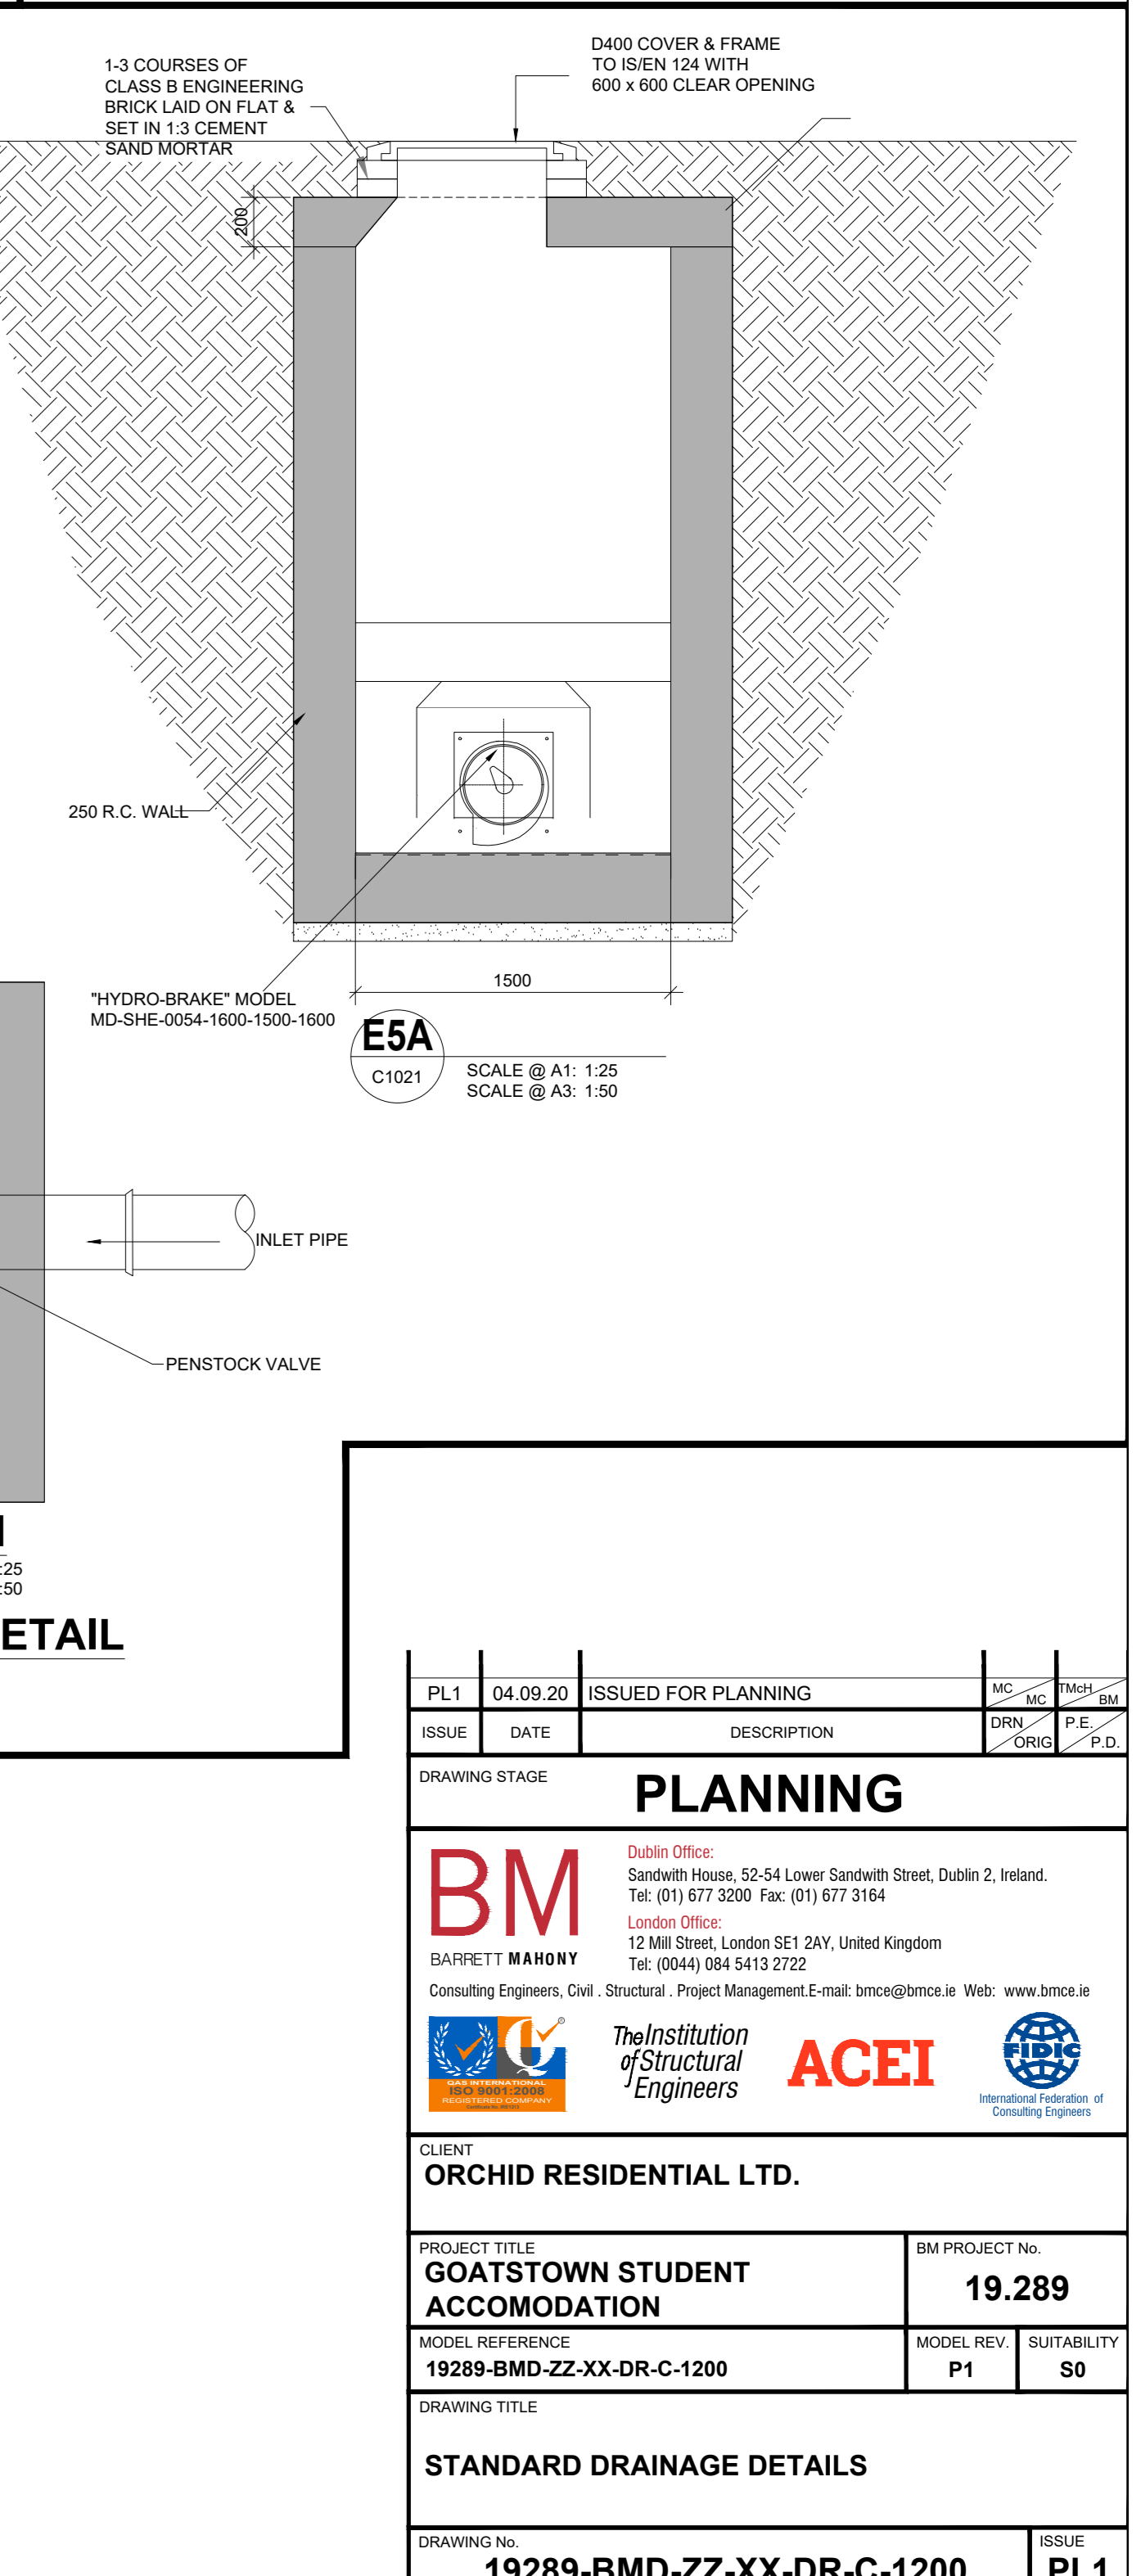 1-3 COURSES OF
CLASS B ENGINEERING
BRICK LAID ON FLAT &
SET IN 1:3 CEMENT
SAND MORTAR
D400 COVER & FRAME
TO IS/EN 124 WITH
600 x 600 CLEAR OPENING
200
250 R.C. WALL
1500
"HYDRO-BRAKE" MODEL
MD-SHE-0054-1600-1500-1600
E5A
C1021
SCALE @ A1: 1:25
SCALE @ A3: 1:50
INLET PIPE
PENSTOCK VALVE
:25
:50
ETAIL
PL1 04.09.20 ISSUED FOR PLANNING MC MC TMcH BM
ISSUE DATE DESCRIPTION DRN ORIG P.E. P.D.
DRAWING STAGE
PLANNING
BM
BARRETT MAHONY
Dublin Office:
Sandwith House, 52-54 Lower Sandwith Street, Dublin 2, Ireland.
Tel: (01) 677 3200 Fax: (01) 677 3164
London Office:
12 Mill Street, London SE1 2AY, United Kingdom
Tel: (0044) 084 5413 2722
Consulting Engineers, Civil . Structural . Project Management.E-mail: bmce@bmce.ie Web: www.bmce.ie
Q
QAS INTERNATIONAL
ISO 9001:2008
REGISTERED COMPANY
The Institution
of Structural
Engineers
ACEI
FIDIC
International Federation of
Consulting Engineers
CLIENT
ORCHID RESIDENTIAL LTD.
PROJECT TITLE
GOATSTOWN STUDENT
ACCOMODATION
BM PROJECT No.
19.289
MODEL REFERENCE
19289-BMD-ZZ-XX-DR-C-1200
MODEL REV.
P1
SUITABILITY
S0
DRAWING TITLE
STANDARD DRAINAGE DETAILS
DRAWING No.
19289-BMD-ZZ-XX-DR-C-1200
ISSUE
PL1